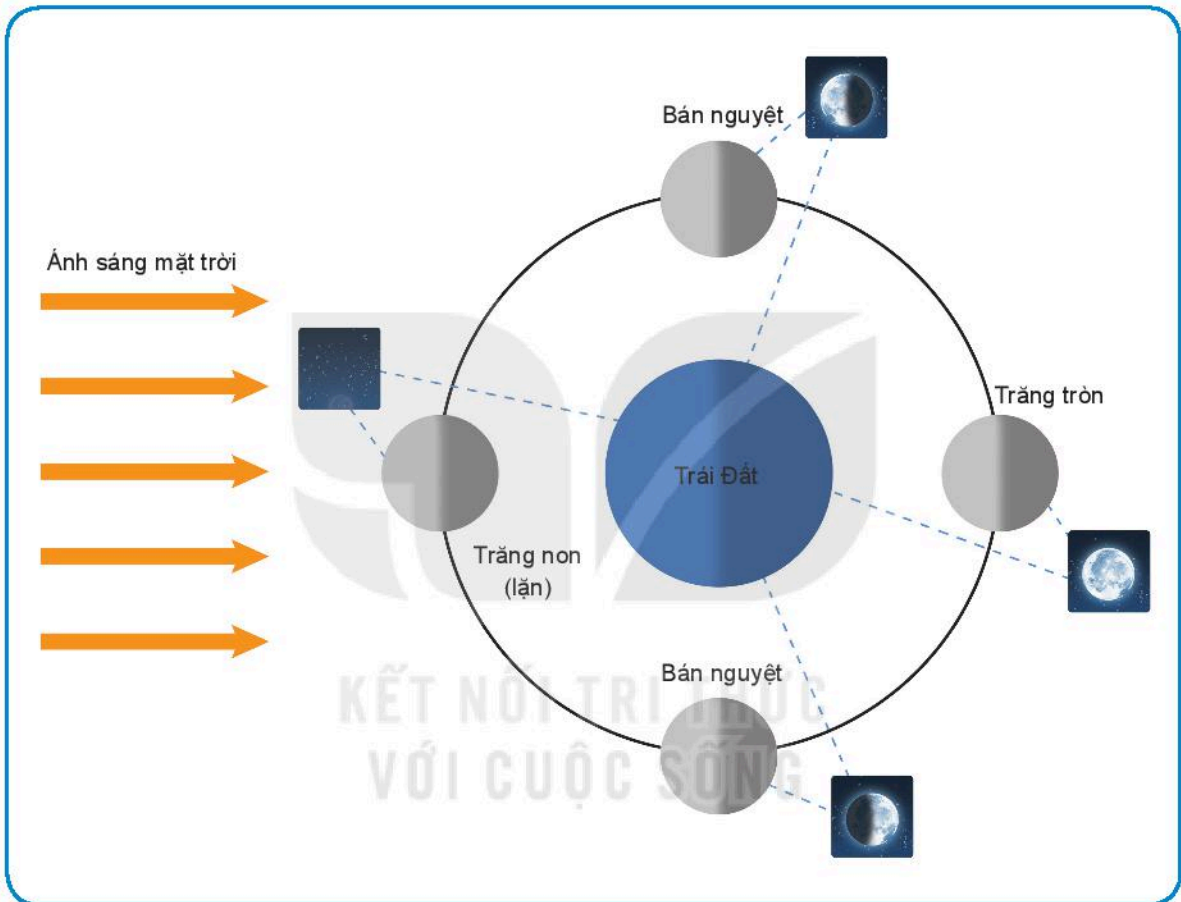 Bán nguyệt
Ánh sáng mặt trời
Trăng tròn
Trái Đất
Trăng non
(lặn)
Bán nguyệt
KẾT NỐI TRI THỨC
VỚI CUỘC SỐNG